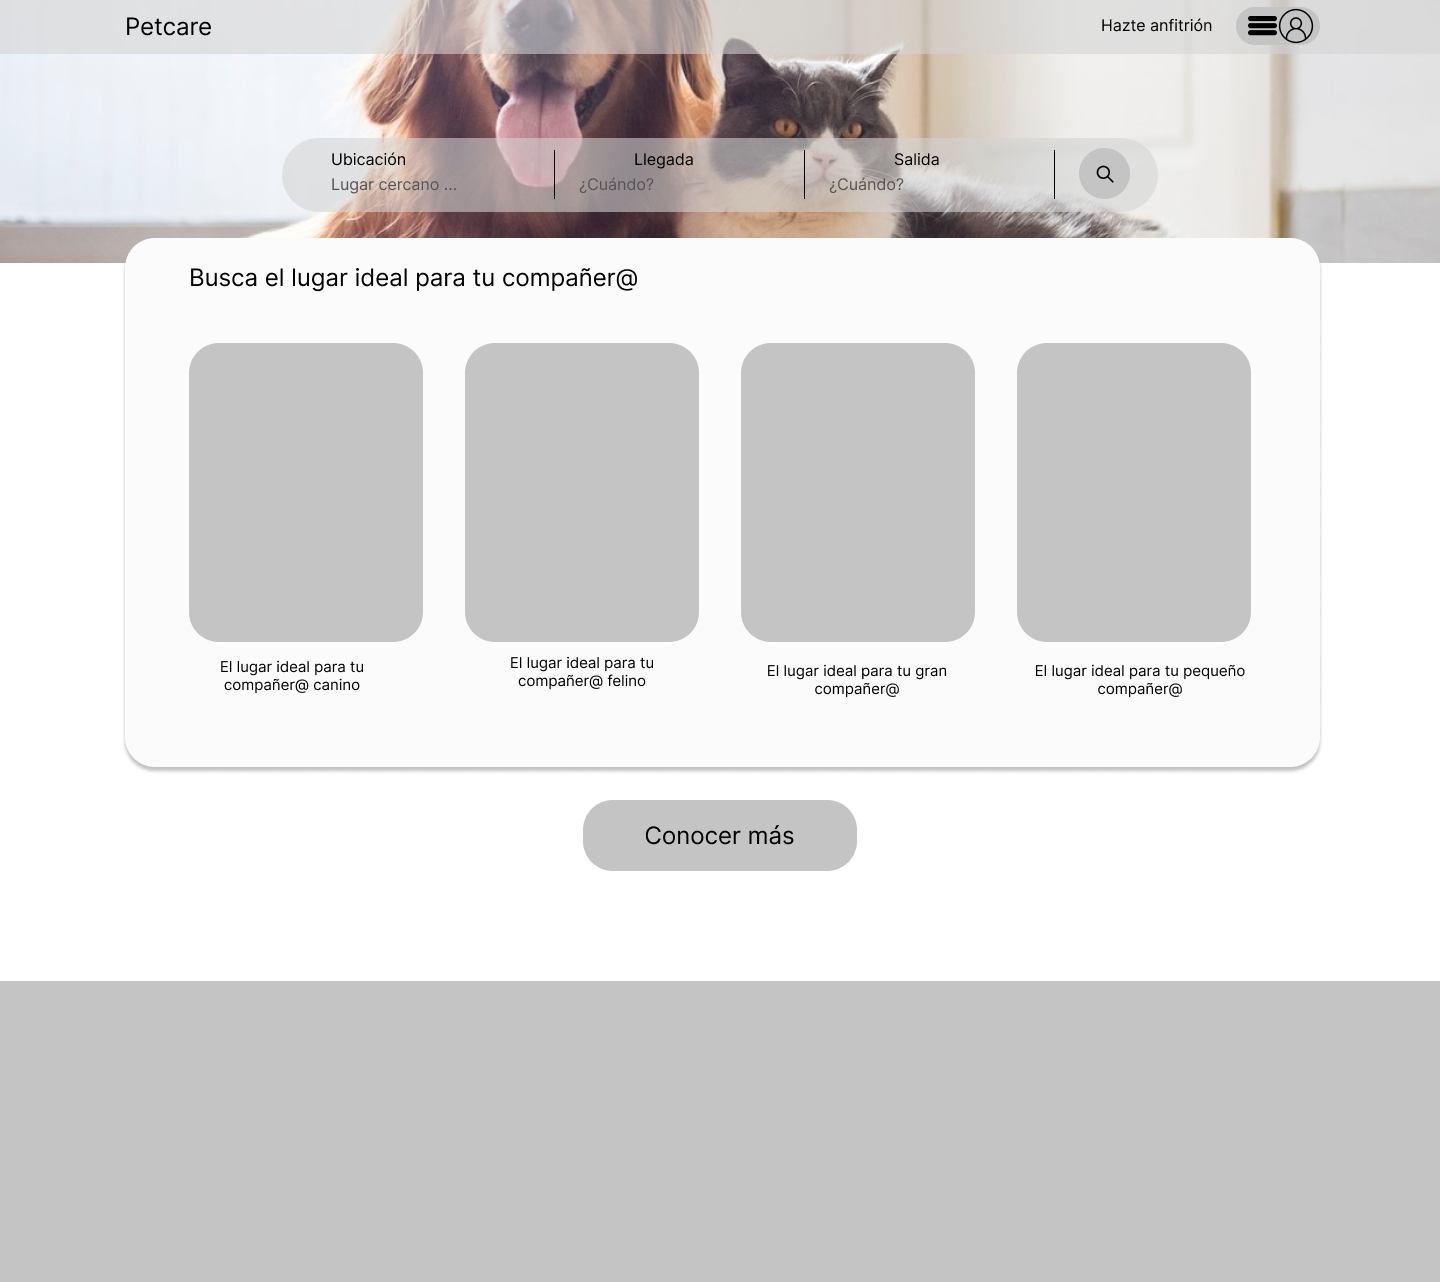 Petcare
Hazte anfitrión
Ubicación
Llegada
Salida
Lugar cercano ...
¿Cuándo?
¿Cuándo?
Busca el lugar ideal para tu compañer@
El lugar ideal para tu
compañer@ canino
El lugar ideal para tu
compañer@ felino
El lugar ideal para tu gran
compañer@
El lugar ideal para tu pequeño
compañer@
Conocer más